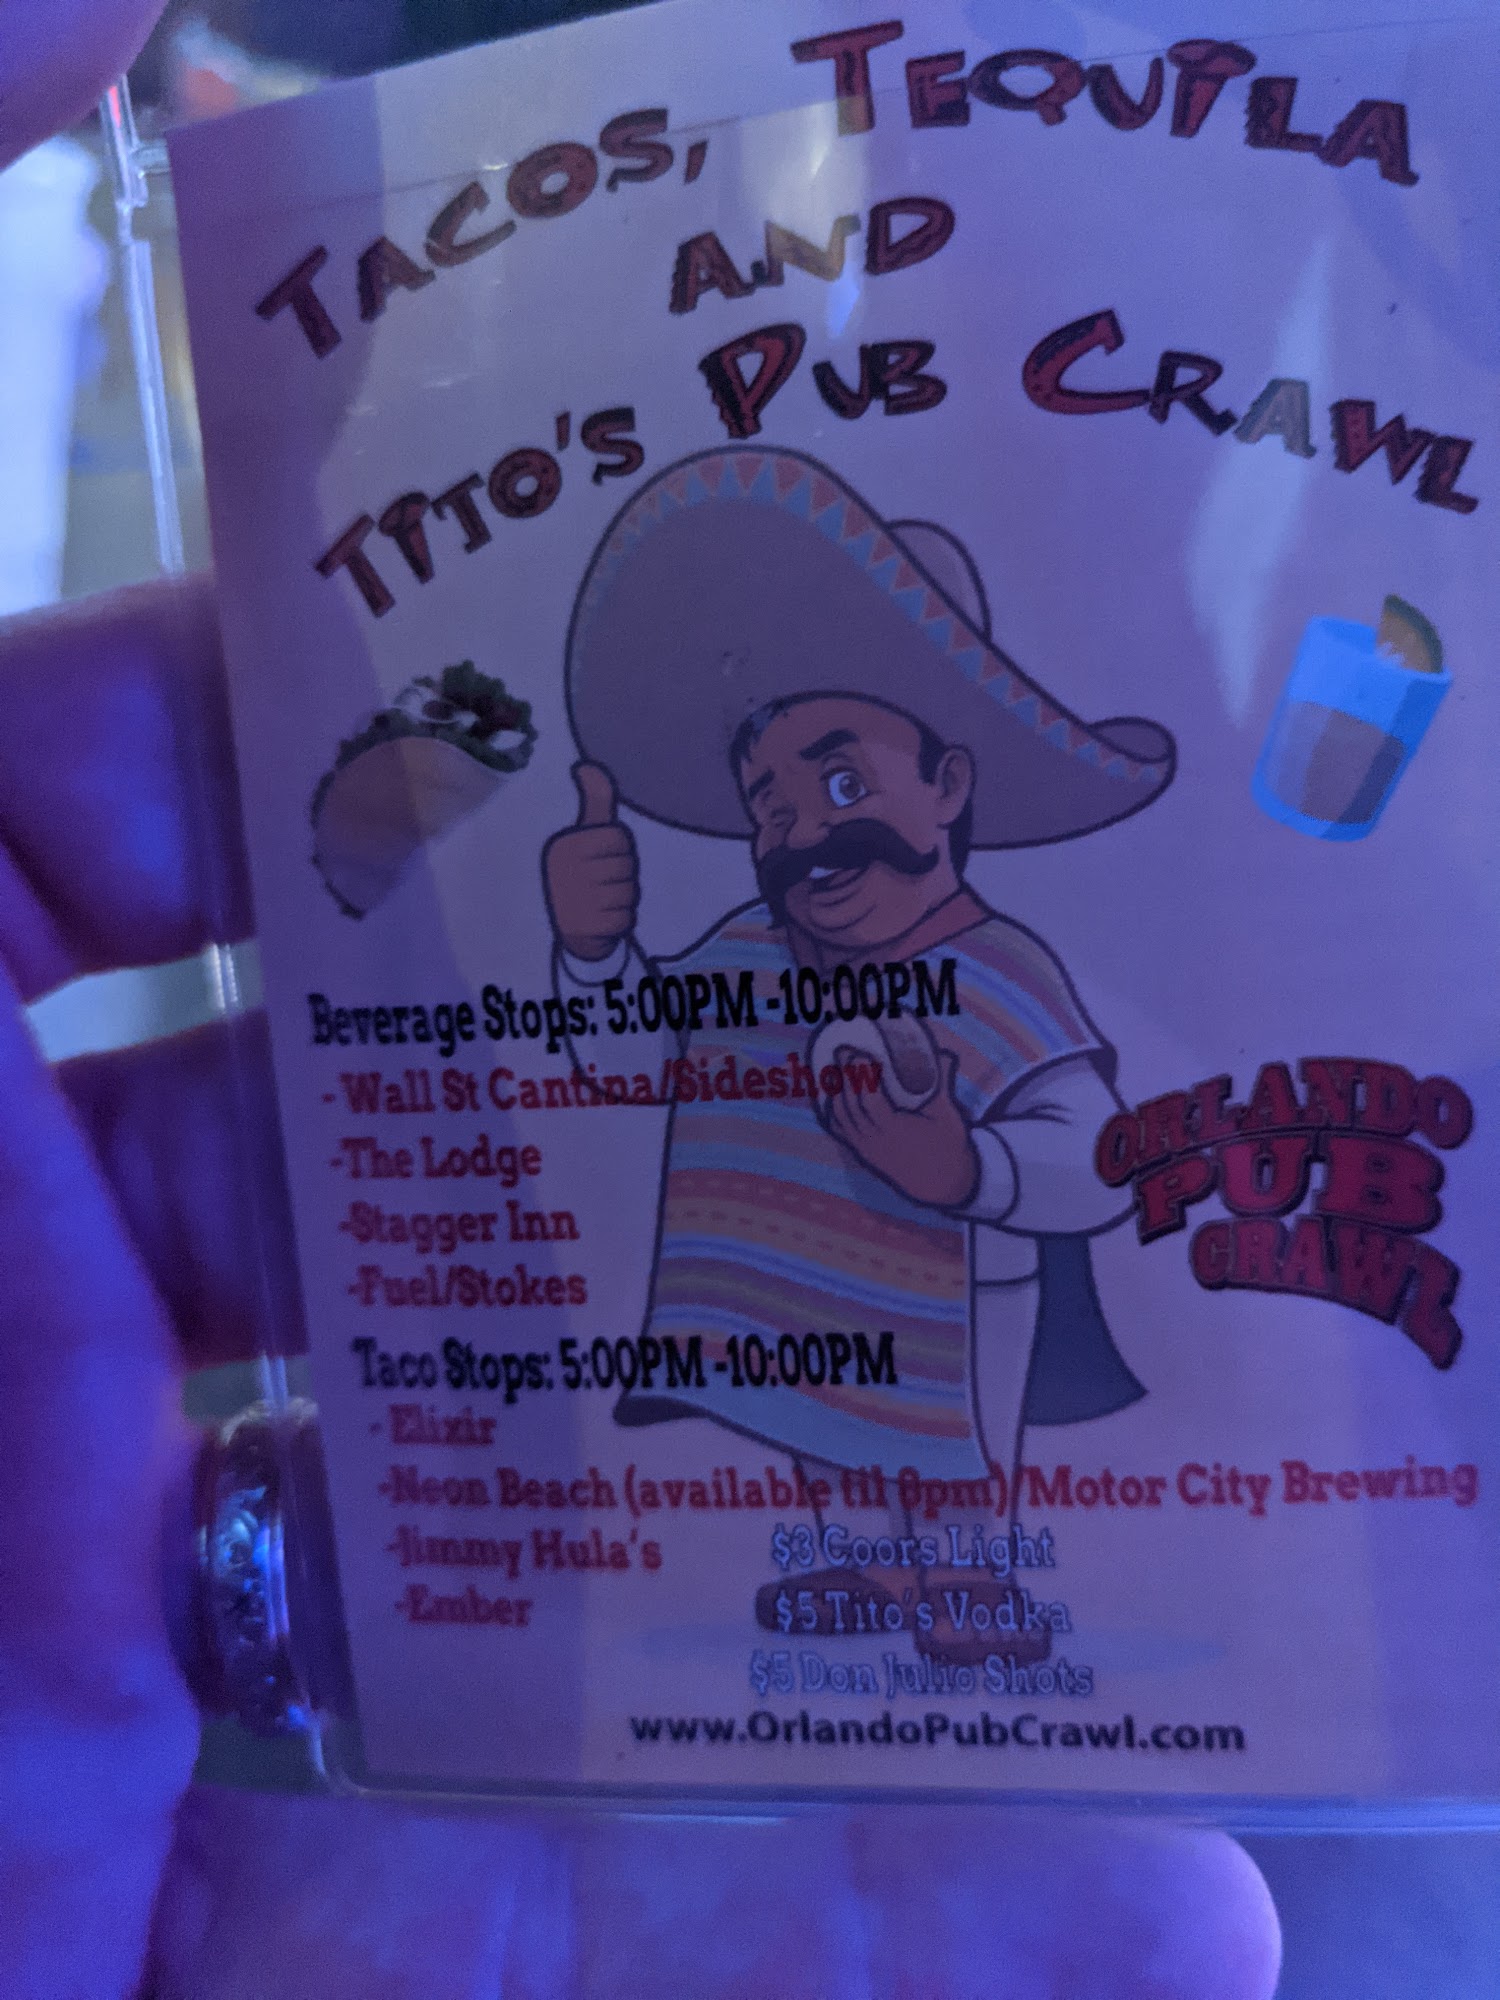 TACOS, TEQUILA
AND
TITO'S PUB CRAWL
Beverage Stops: 5:00PM -10:00PM
- Wall St Cantina/Sideshow
-The Lodge
-Stagger Inn
-Fuel/Stokes
ORLANDO
PUB
CRAWL
Taco Stops: 5:00PM -10:00PM
- Elixir
-Neon Beach (available til 8pm)/Motor City Brewing
-Jimmy Hula's
-Ember
$3 Coors Light
$5 Tito's Vodka
$5 Don Julio Shots
www.OrlandoPubCrawl.com